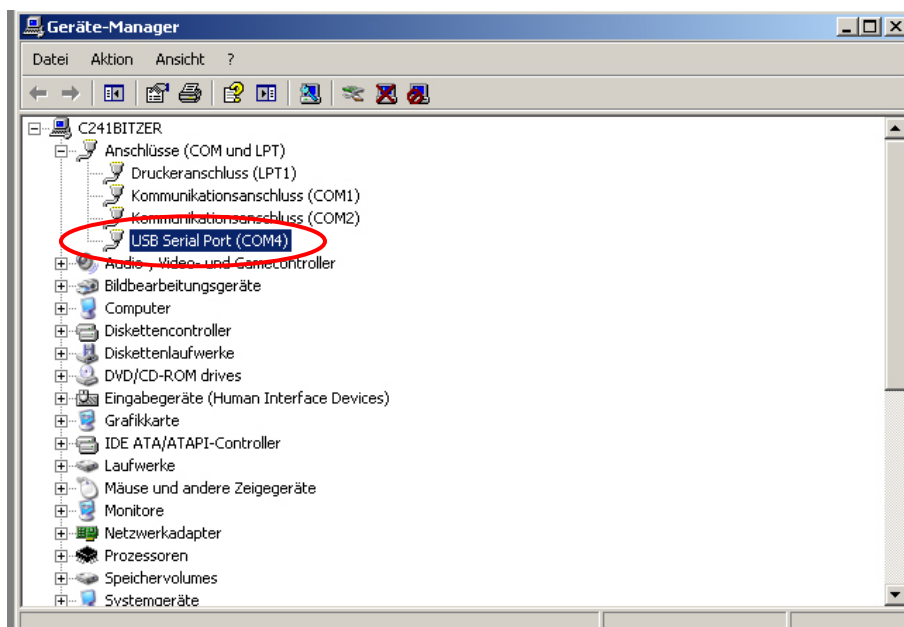 Geräte-Manager
Datei Aktion Ansicht ?
C241BITZER
Anschlüsse (COM und LPT)
Druckeranschluss (LPT1)
Kommunikationsanschluss (COM1)
Kommunikationsanschluss (COM2)
USB Serial Port (COM4)
Audio-, Video- und Gamecontroller
Bildbearbeitungsgeräte
Computer
Diskettencontroller
Diskettenlaufwerke
DVD/CD-ROM drives
Eingabegeräte (Human Interface Devices)
Grafikkarte
IDE ATA/ATAPI-Controller
Laufwerke
Mäuse und andere Zeigegeräte
Monitore
Netzwerkadapter
Prozessoren
Speichervolumes
Systemgeräte